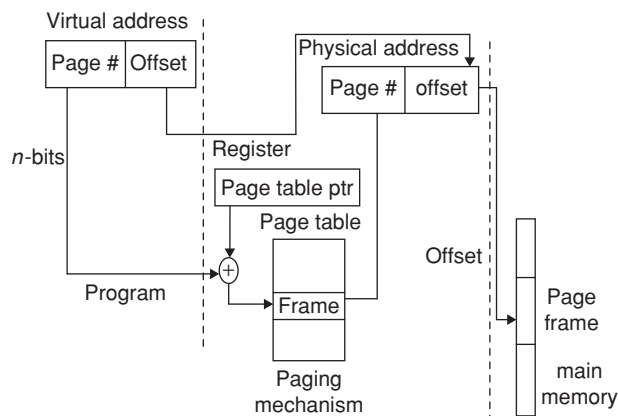 Virtual address
Page # Offset
Physical address
Page # offset
n-bits
Register
Page table ptr
Page table
Offset
+
Program
Frame
Page
frame
Paging
mechanism
main
memory